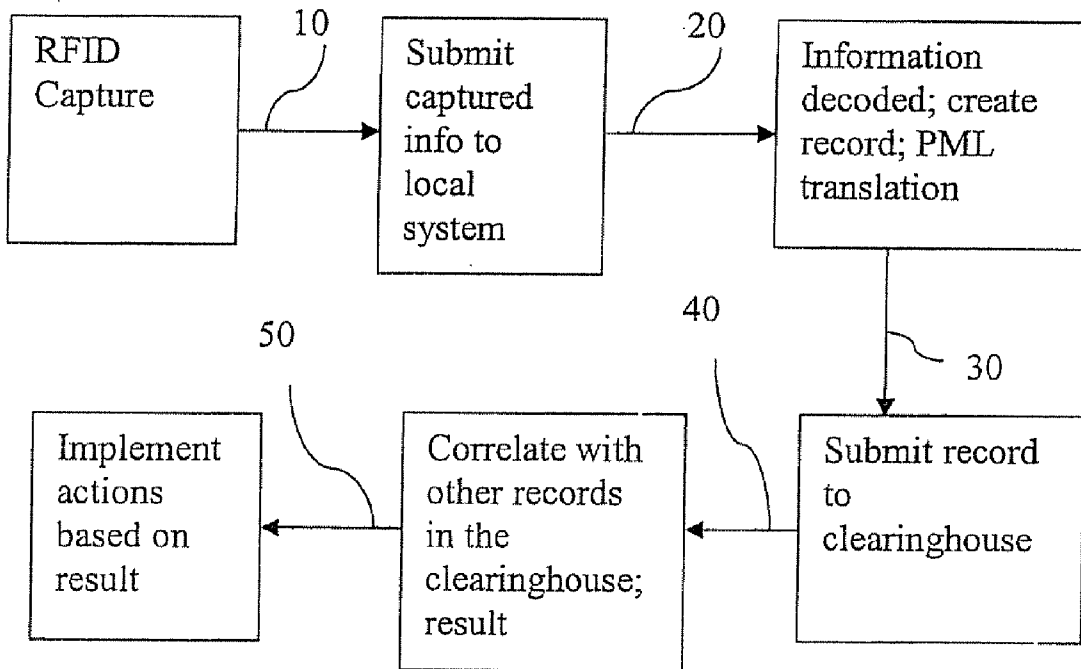 10
20
RFID
Capture
Submit
captured
info to
local
system
Information
decoded; create
record; PML
translation
30
40
50
Submit record
to
clearinghouse
Correlate with
other records
in the
clearinghouse;
result
Implement
actions
based on
result